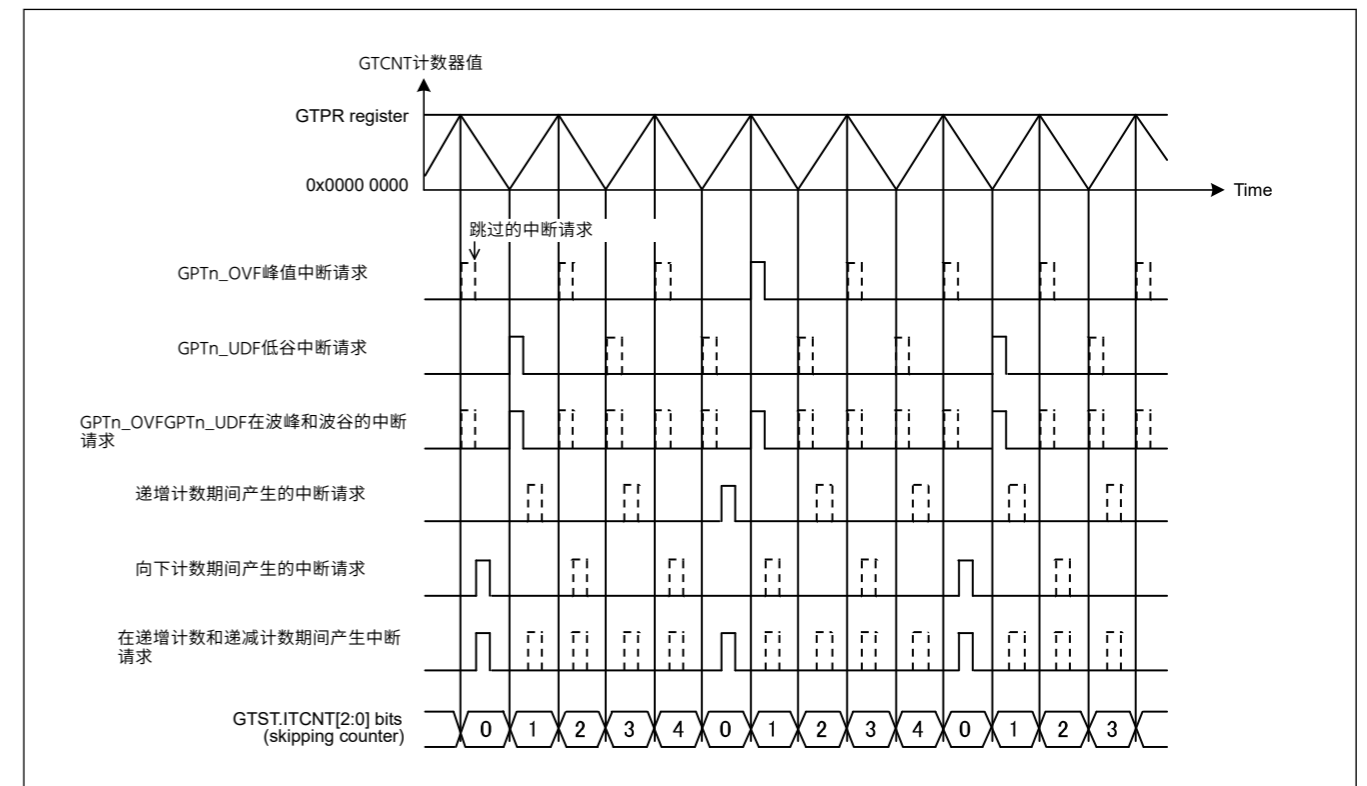 GTCNT计数器值
GTPR register
0x0000 0000
Time
跳过的中断请求
GPTn_OVF峰值中断请求
GPTn_UDF低谷中断请求
GPTn_OVFGPTn_UDF在波峰和波谷的中断
请求
递增计数期间产生的中断请求
向下计数期间产生的中断请求
在递增计数和递减计数期间产生中断
请求
GTST.ITCNT[2:0] bits
(skipping counter)
0 1 2 3 4 0 1 2 3 4 0 1 2 3